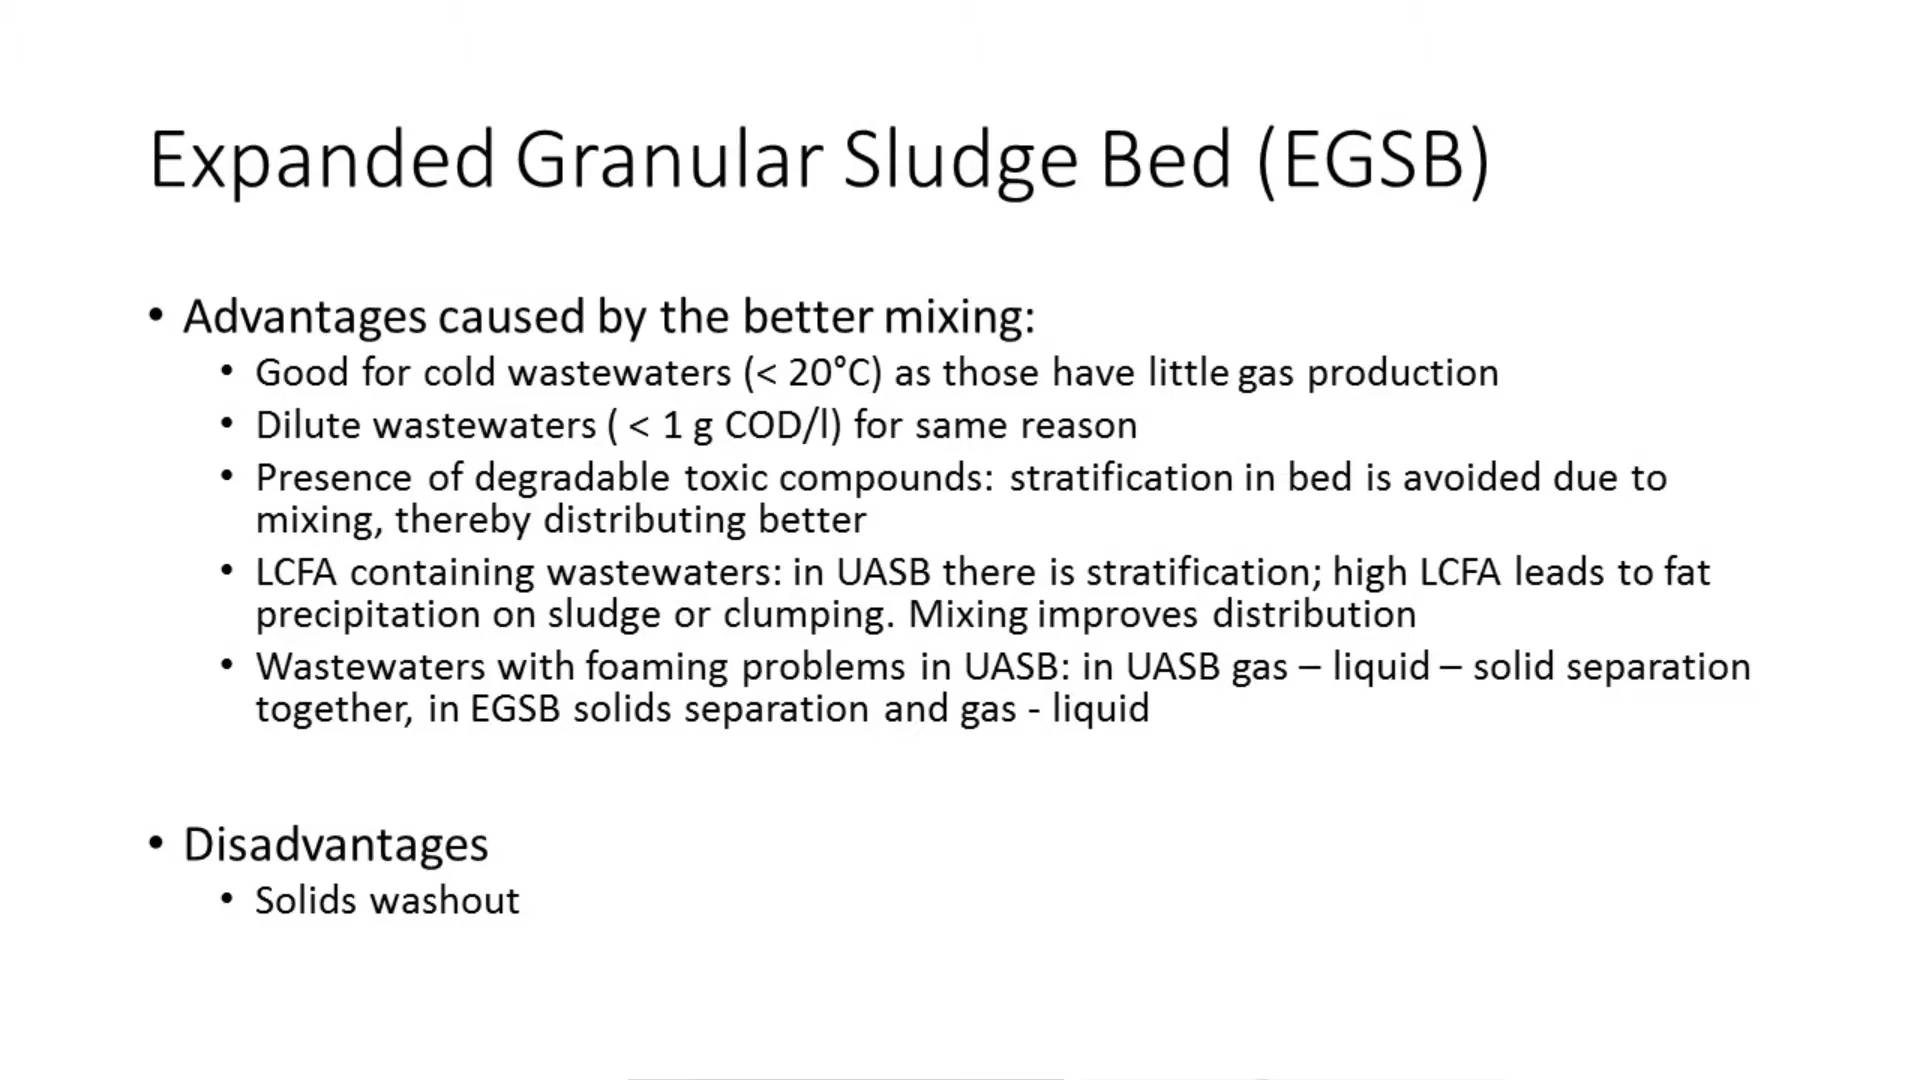 Expanded Granular Sludge Bed (EGSB)
• Advantages caused by the better mixing:
• Good for cold wastewaters (< 20°C) as those have little gas production
• Dilute wastewaters ( < 1 g COD/l) for same reason
• Presence of degradable toxic compounds: stratification in bed is avoided due to
mixing, thereby distributing better
• LCFA containing wastewaters: in UASB there is stratification; high LCFA leads to fat
precipitation on sludge or clumping. Mixing improves distribution
• Wastewaters with foaming problems in UASB: in UASB gas – liquid – solid separation
together, in EGSB solids separation and gas - liquid
• Disadvantages
• Solids washout